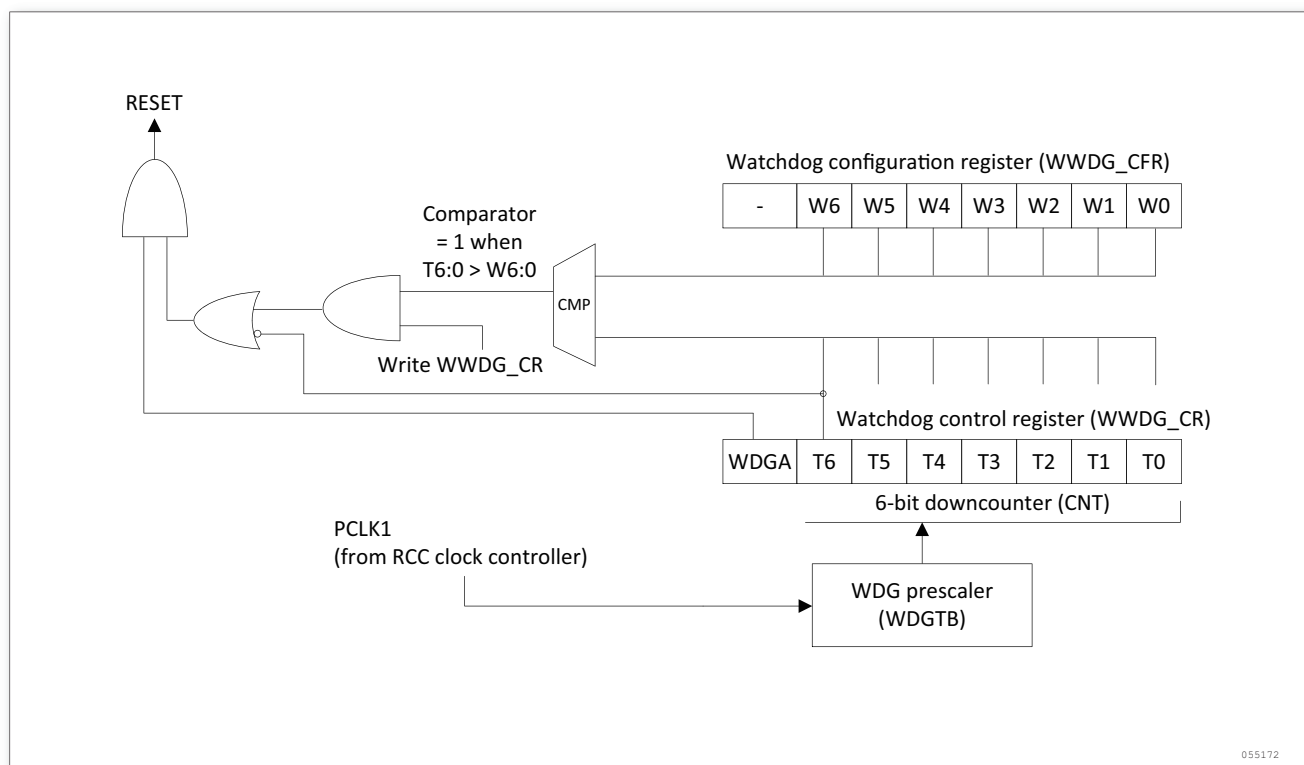 RESET
Watchdog configuration register (WWDG_CFR)
- W6 W5 W4 W3 W2 W1 W0
Comparator
= 1 when
T6:0 > W6:0
CMP
Write WWDG_CR
Watchdog control register (WWDG_CR)
WDGA T6 T5 T4 T3 T2 T1 T0
6-bit downcounter (CNT)
PCLK1
(from RCC clock controller)
WDG prescaler
(WDGTB)
055172